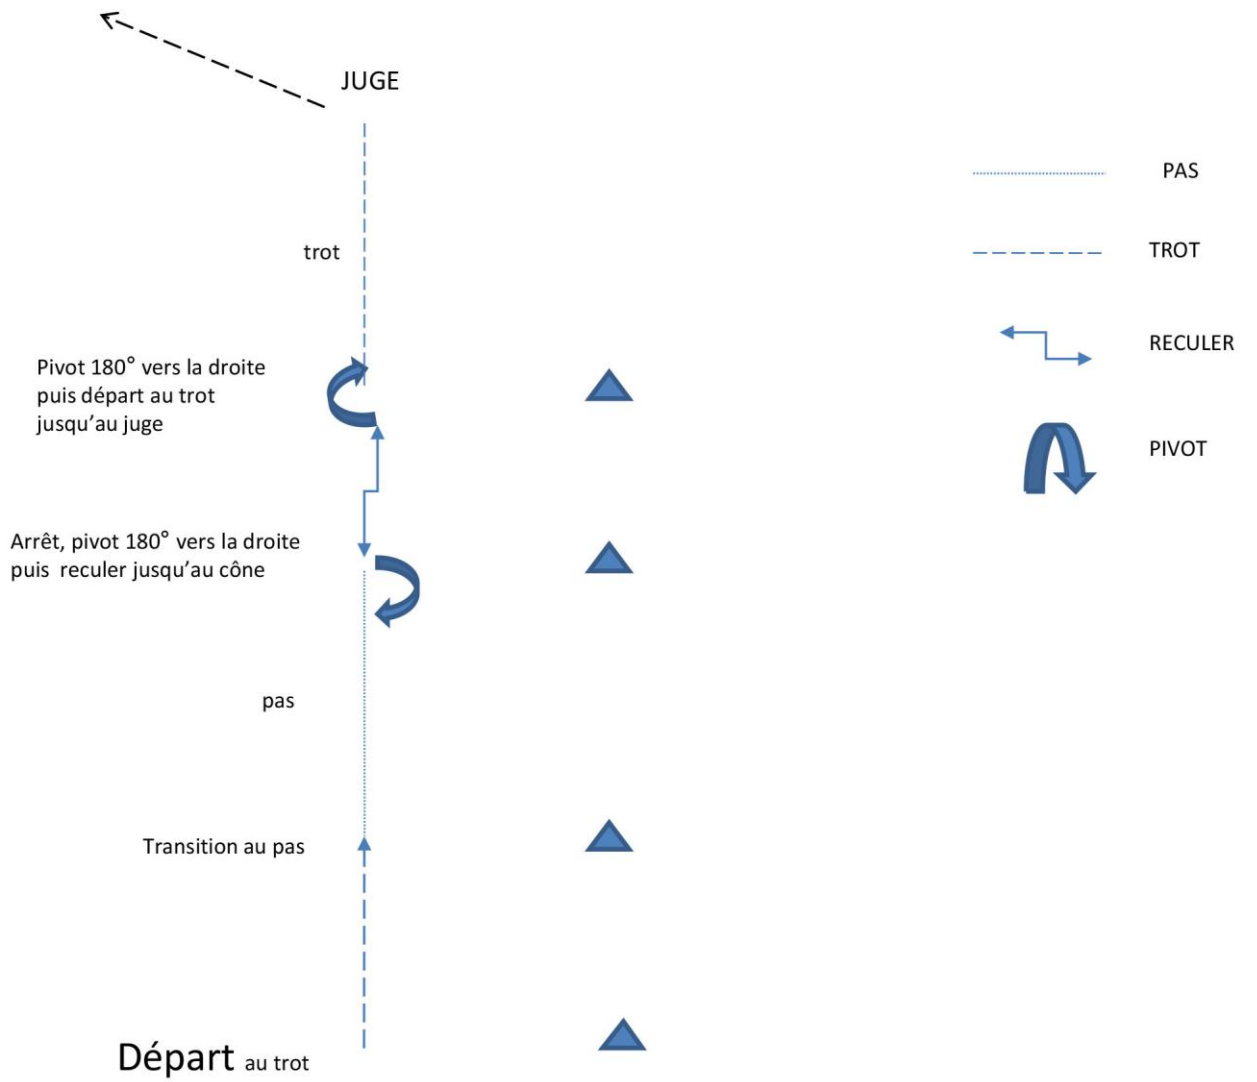 JUGE
PAS
trot
TROT
RECULER
Pivot 180° vers la droite
puis départ au trot
jusqu'au juge
PIVOT
Arrêt, pivot 180° vers la droite
puis reculer jusqu'au cône
pas
Transition au pas
Départ au trot